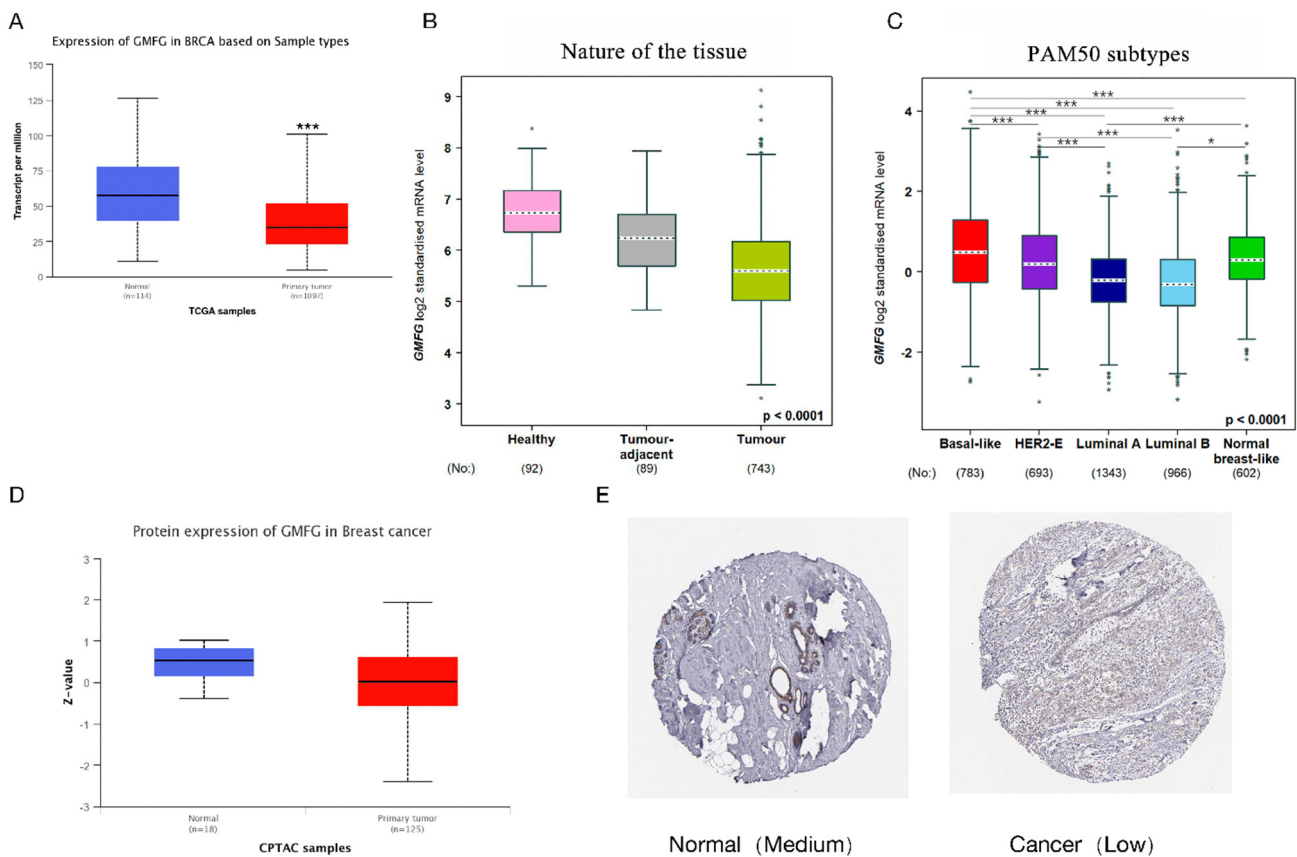 A
Expression of GMFG in BRCA based on Sample types
150
125
100
75
50
25
0
Transcript per million
***
Normal
(n=114)
Primary tumor
(n=1097)
TCGA samples
B
Nature of the tissue
9
8
7
6
5
4
3
GMFG log2 standardised mRNA level
p < 0.0001
Healthy
Tumour-
adjacent
Tumour
(No:)
(92)
(89)
(743)
C
PAM50 subtypes
4
2
0
-2
GMFG log2 standardised mRNA level
***
***
***
***
***
***
***
*
p < 0.0001
Basal-like
HER2-E
Luminal A
Luminal B
Normal
breast-like
(No:)
(783)
(693)
(1343)
(966)
(602)
D
Protein expression of GMFG in Breast cancer
3
2
1
0
-1
-2
-3
Z-value
Normal
(n=18)
Primary tumor
(n=125)
CPTAC samples
E
Normal (Medium)
Cancer (Low)